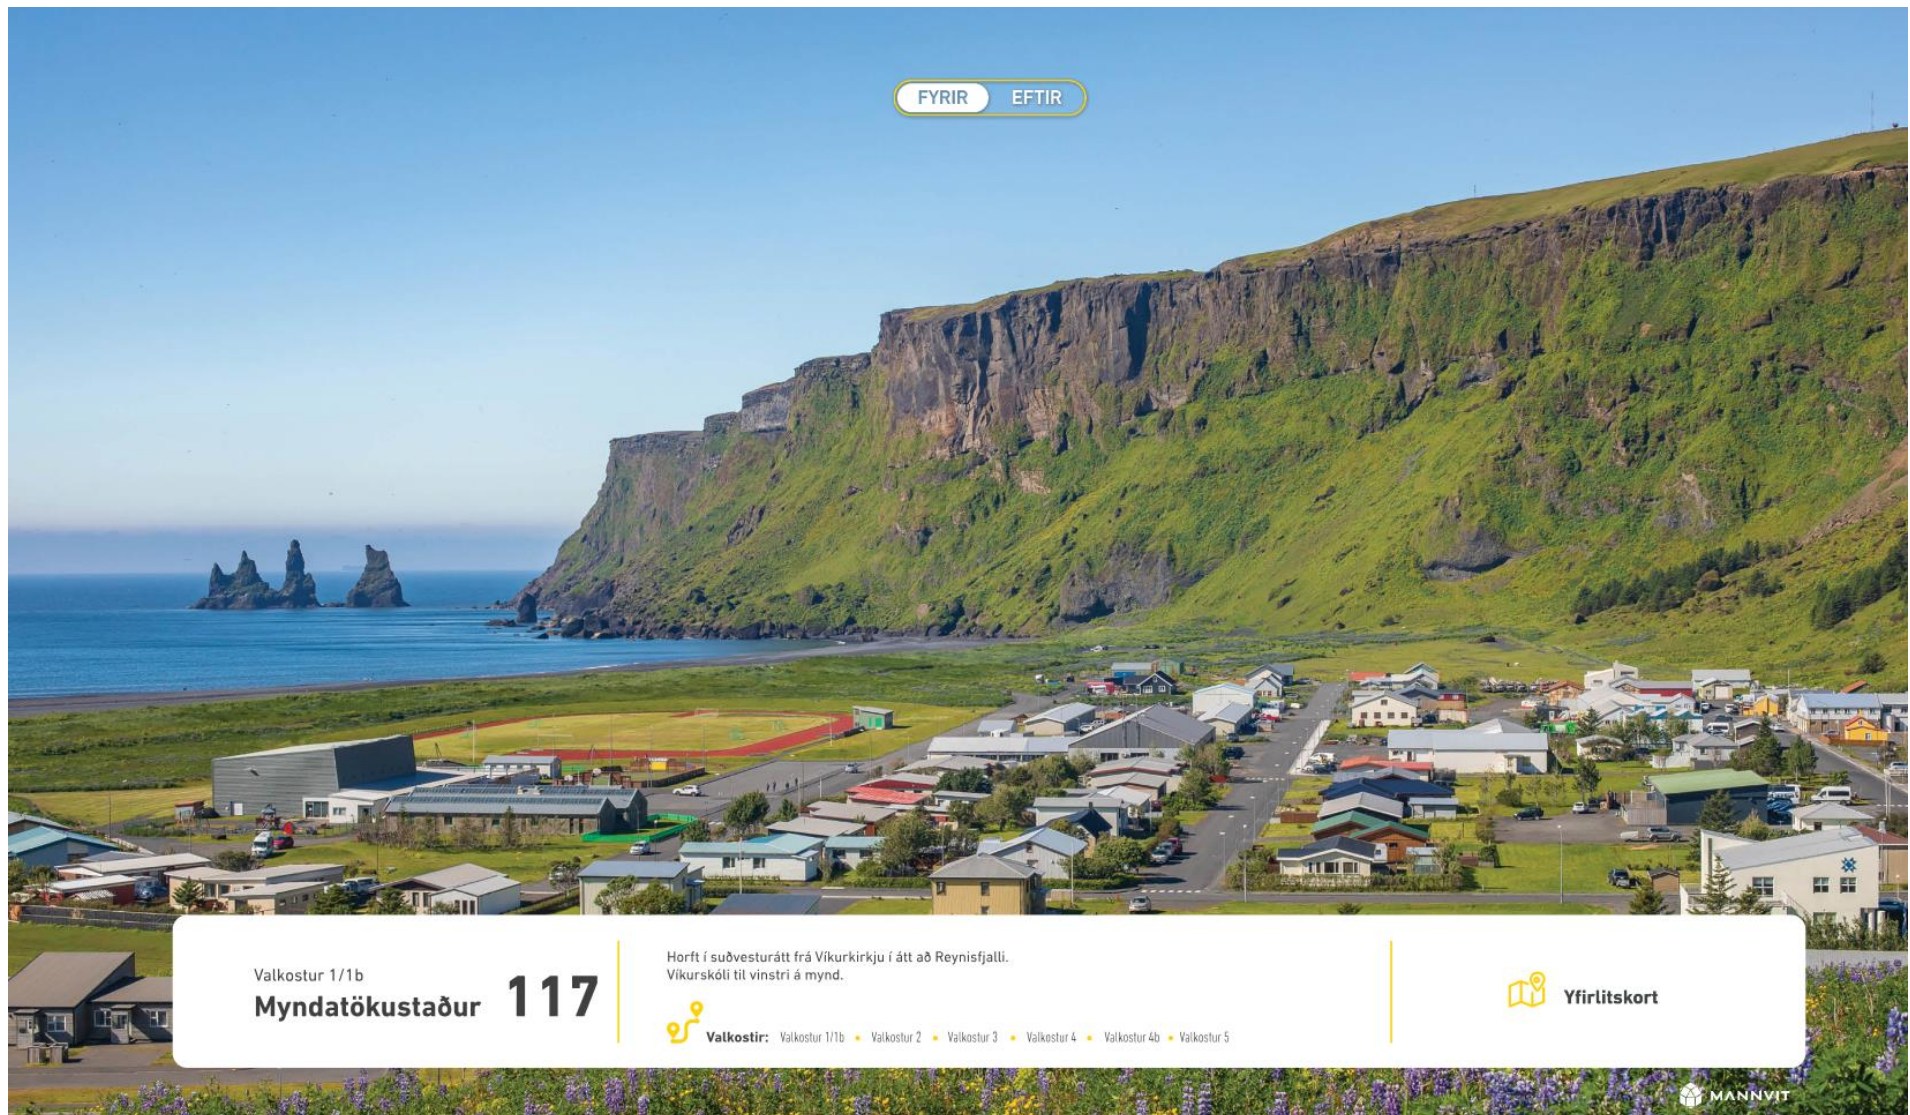 FYRIR EFTIR
Valkostur 1/1b
Myndatökustaður 117
Horft í suðvesturátt frá Víkurkirkju í átt að Reynisfjalli.
Víkurskóli til vinstri á mynd.
Valkostir: Valkostur 1/1b • Valkostur 2 • Valkostur 3 • Valkostur 4 • Valkostur 4b • Valkostur 5
Yfirlitskort
MANNVIT